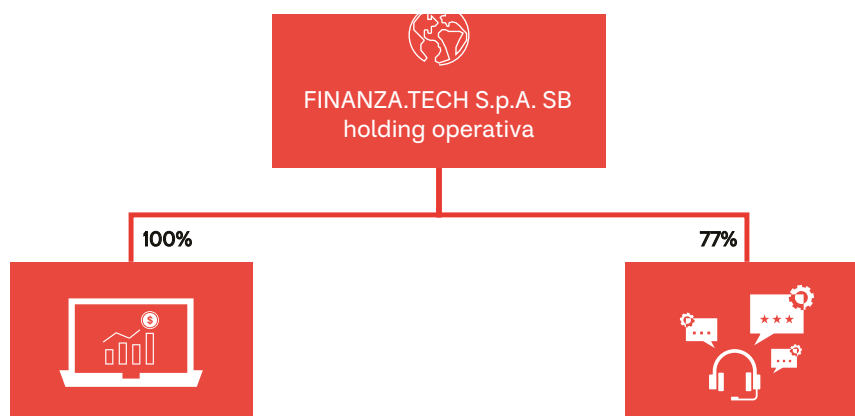 FINANZA.TECH S.p.A. SB
holding operativa
100%
77%
$